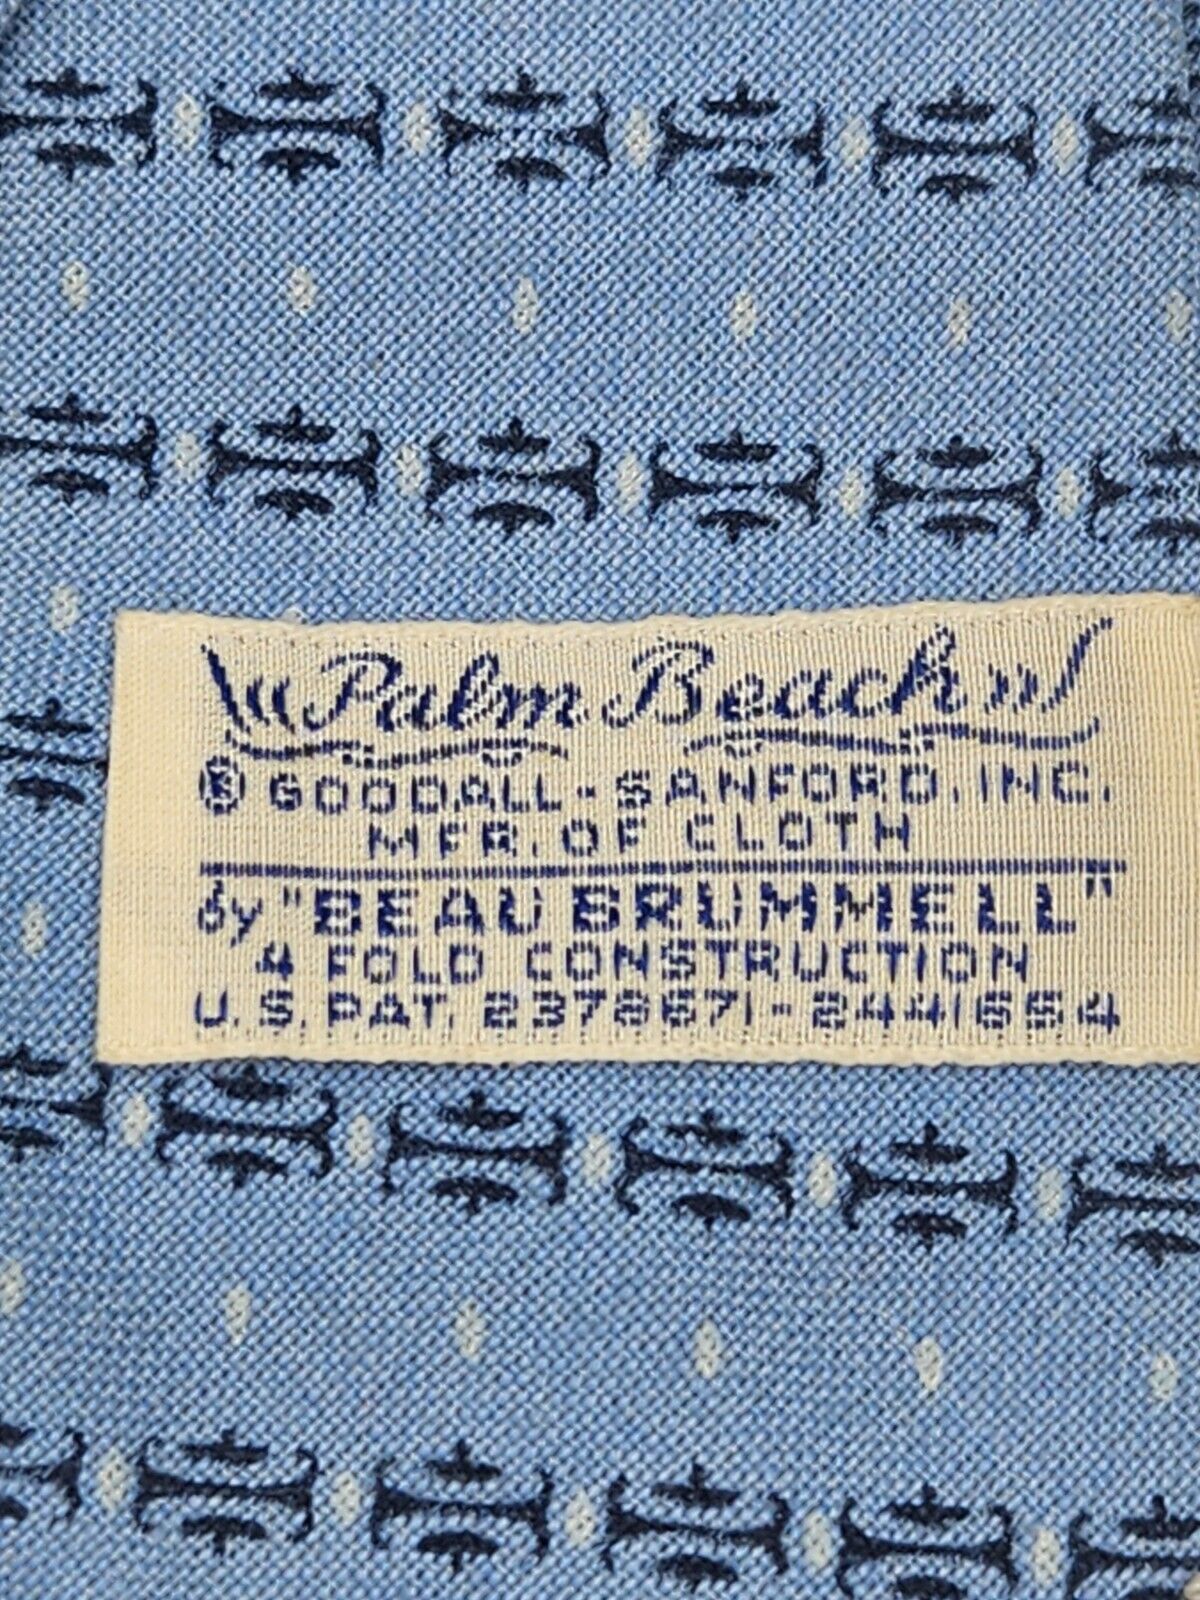 Palm Beach
® GOODALL-SANFORD, INC.
MFR. OF CLOTH
by "BEAU BRUMMELL"
4 FOLD CONSTRUCTION
U.S. PAT. 2378671-2441654